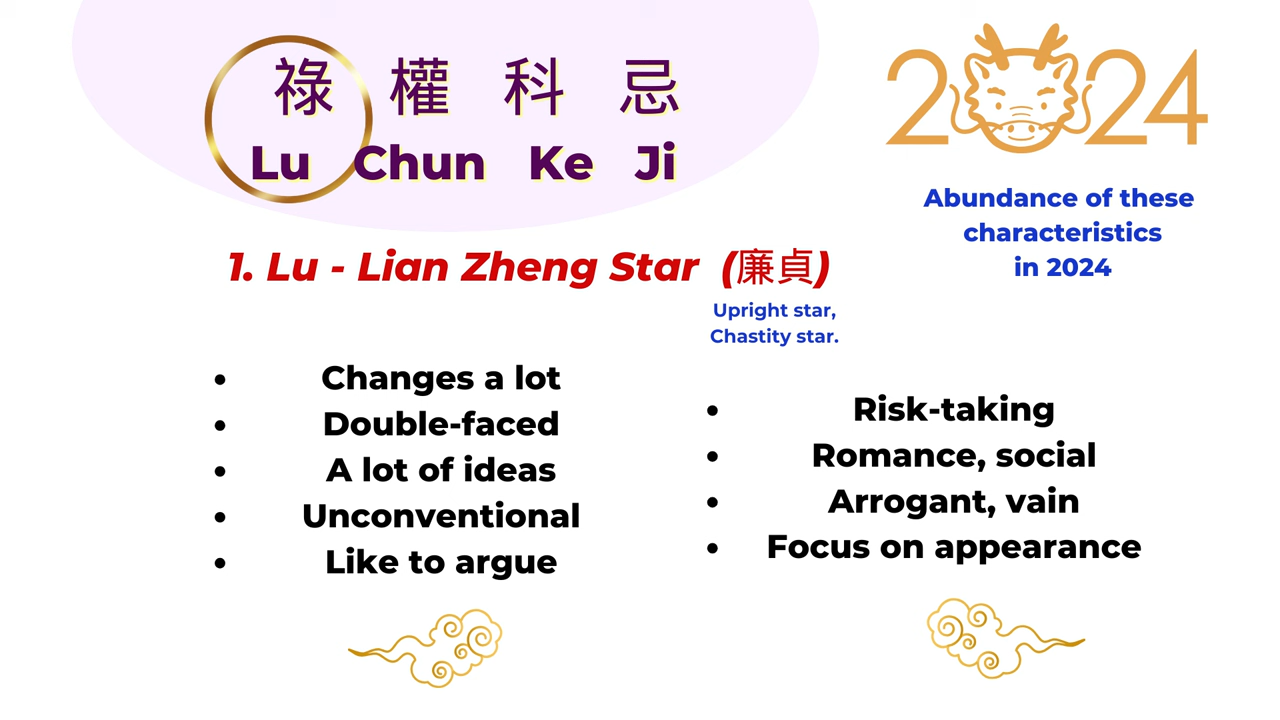 祿 權 科 忌
Lu Chun Ke Ji
2024
Abundance of these
characteristics
in 2024
1. Lu - Lian Zheng Star (廉貞)
Upright star,
Chastity star.
• Changes a lot
• Double-faced
• A lot of ideas
• Unconventional
• Like to argue
• Risk-taking
• Romance, social
• Arrogant, vain
• Focus on appearance